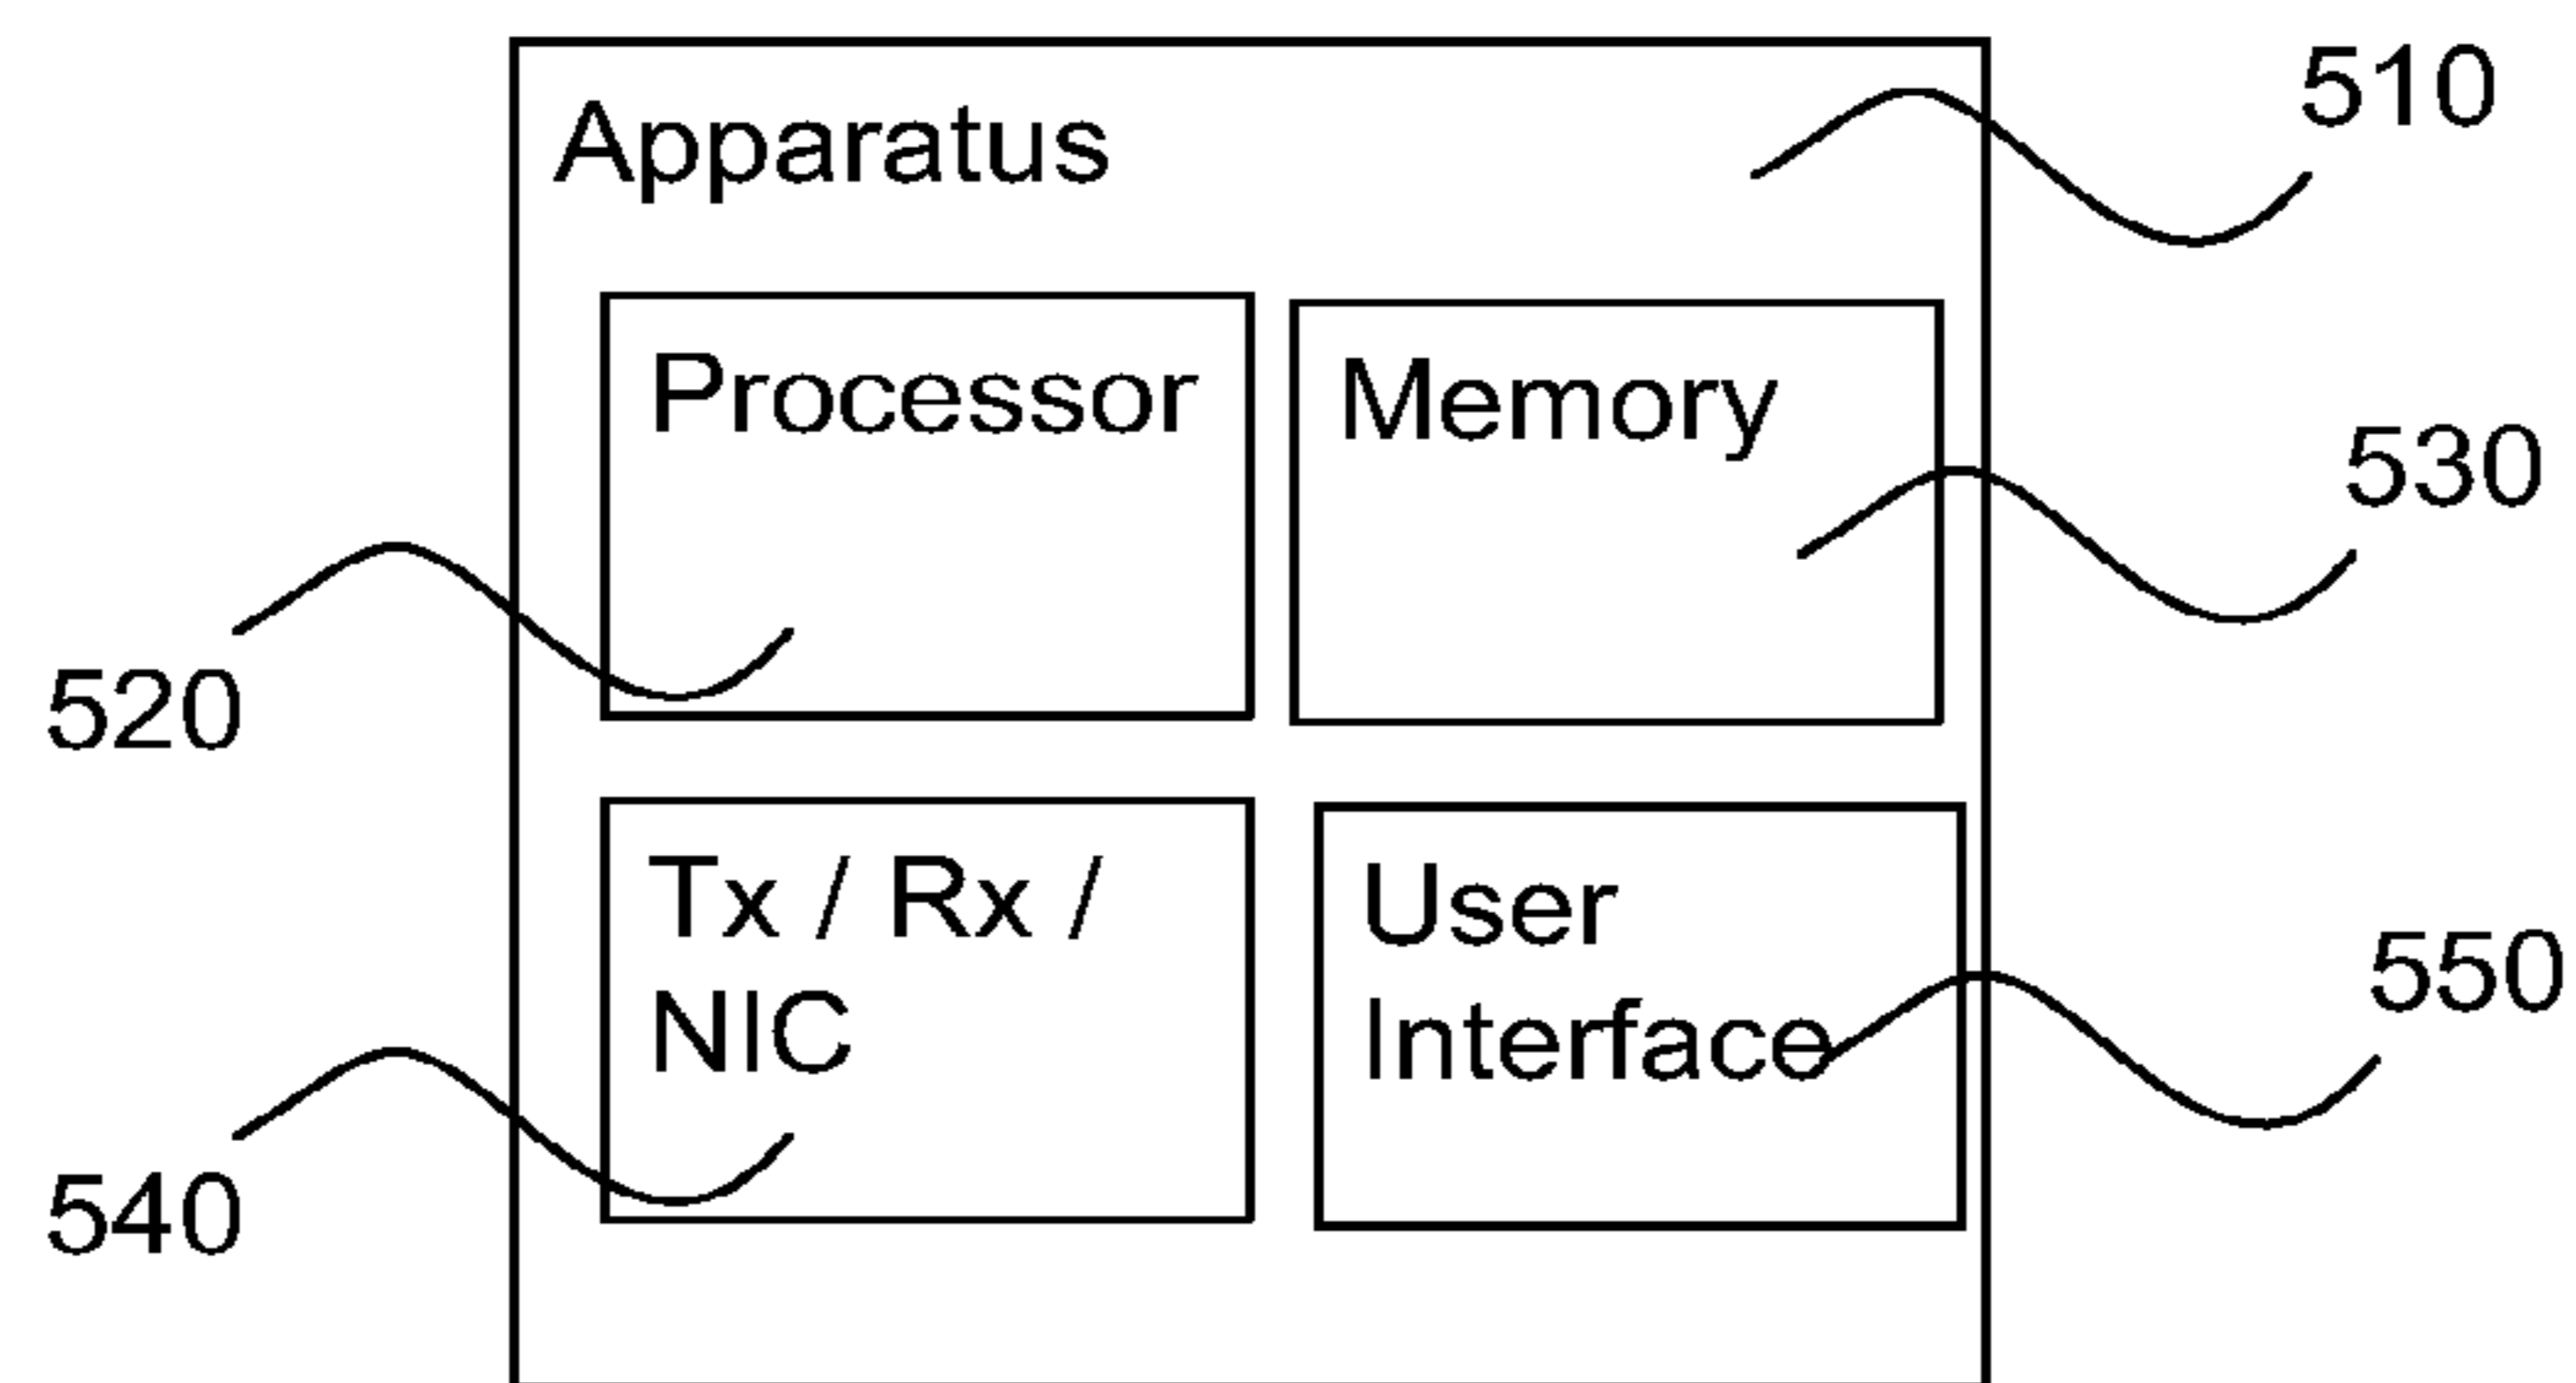 Apparatus
510
Processor
Memory
530
520
Tx / Rx /
NIC
User
Interface
550
540